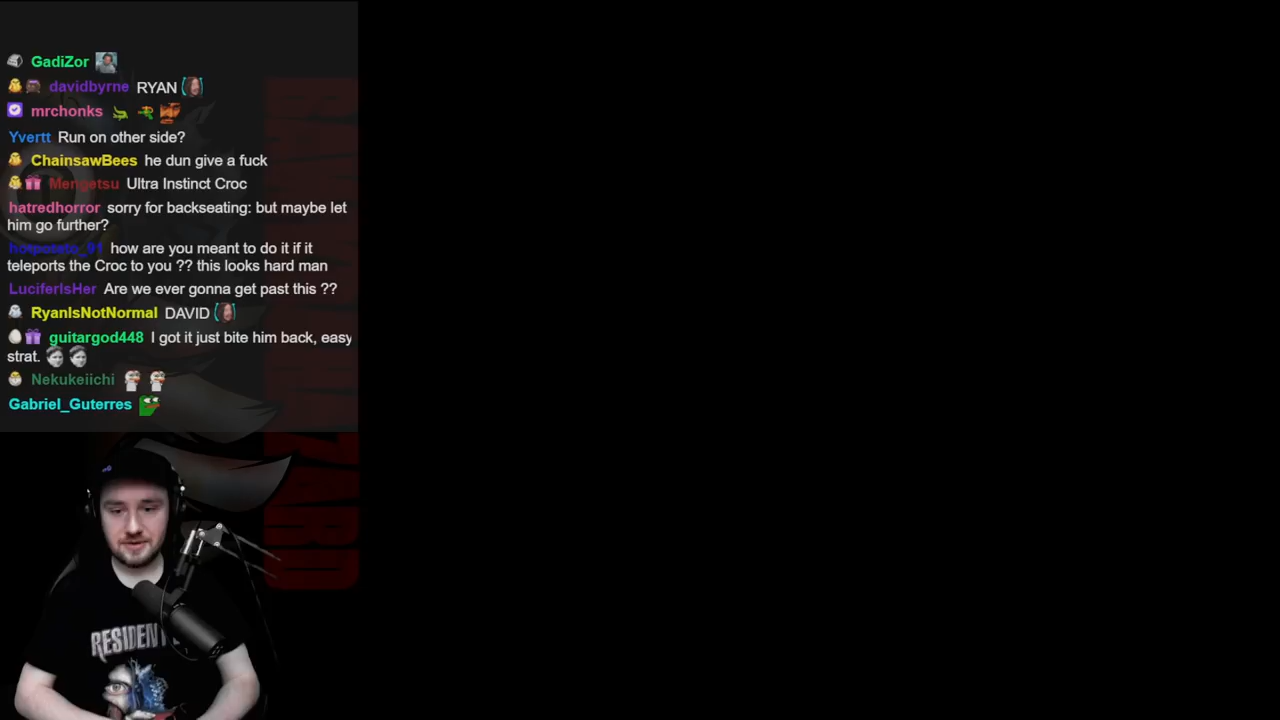 GadiZor
davidbyrne RYAN
mrchonks
Yvertt Run on other side?
ChainsawBees he dun give a fuck
Mengetsu Ultra Instinct Croc
hatredhorror sorry for backseating: but maybe let
him go further?
hotpotato_91 how are you meant to do it if it
teleports the Croc to you ?? this looks hard man
LuciferIsHer Are we ever gonna get past this ??
RyanIsNotNormal DAVID
guitargod448 I got it just bite him back, easy
strat.
Nekukeiichi
Gabriel_Guterres
RESIDENT